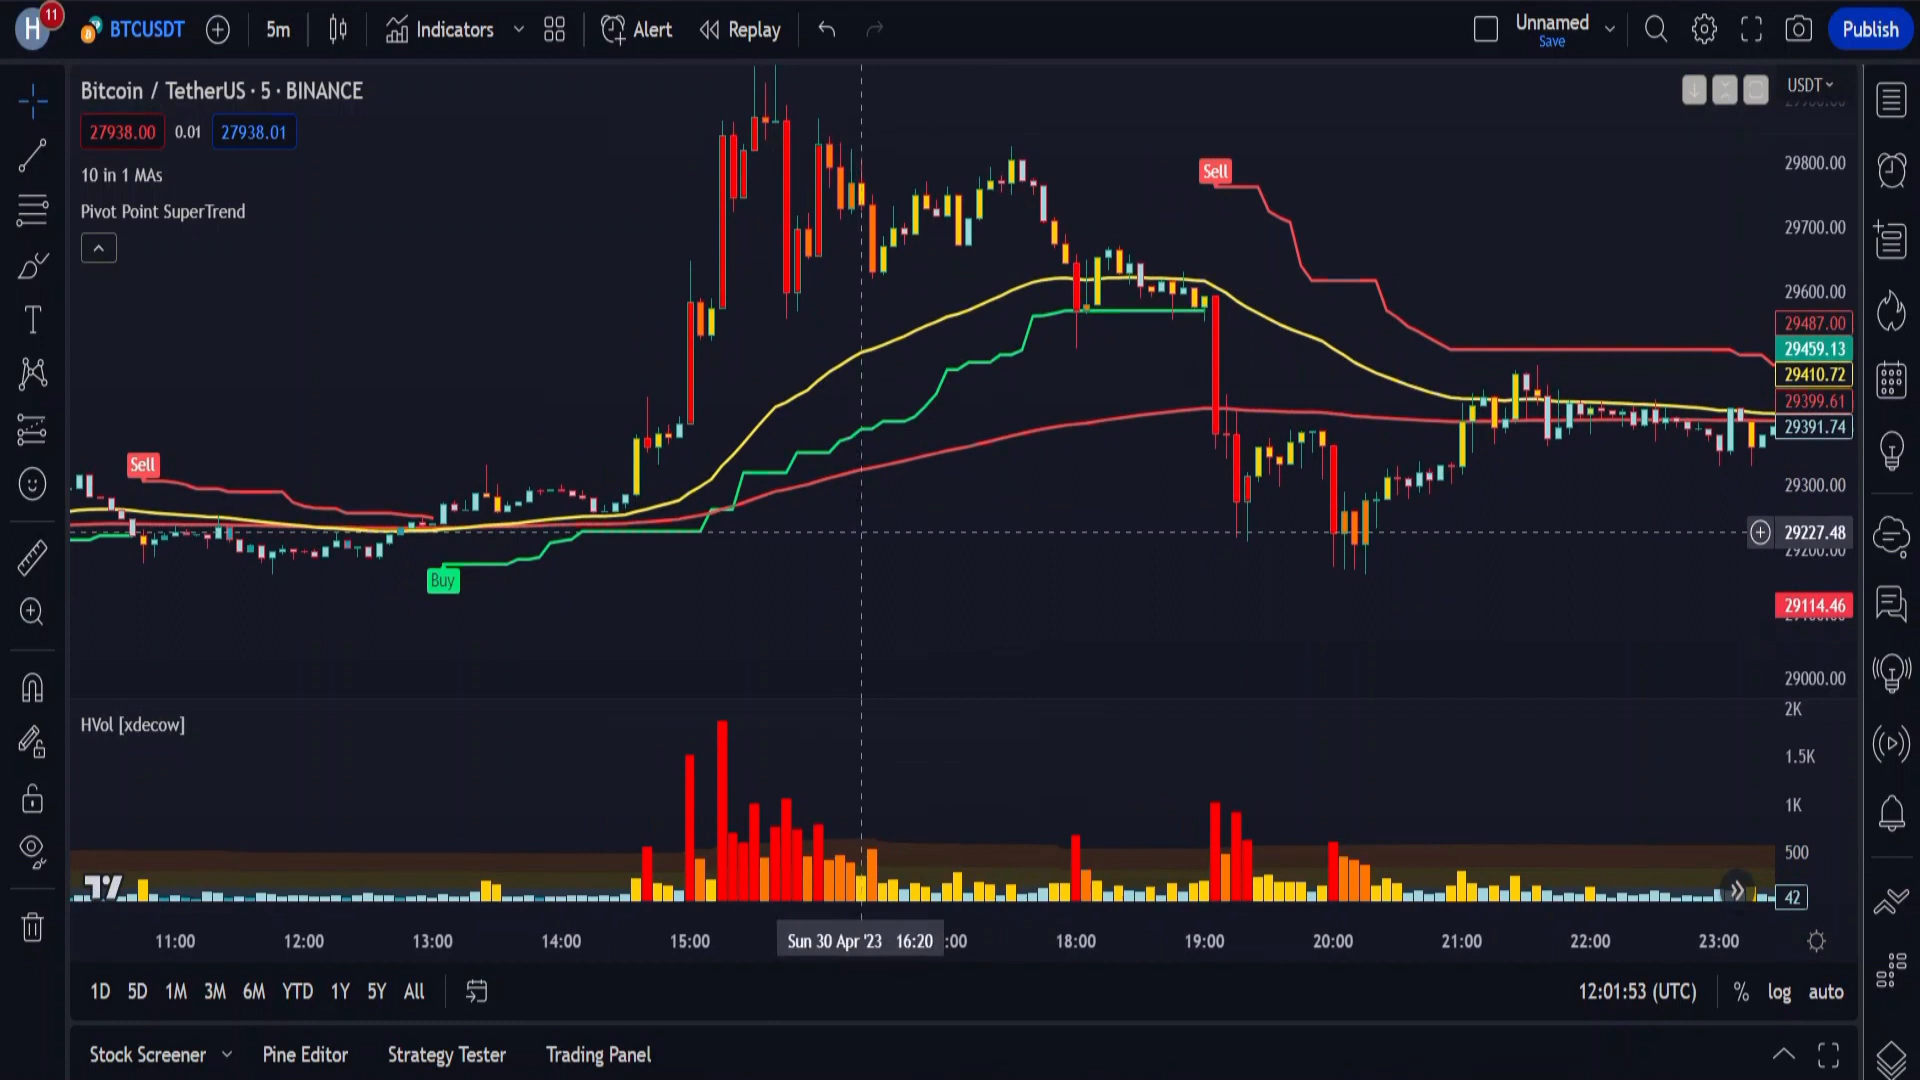 H 11 BTCUSDT 5m Indicators Alert Replay Unnamed Save Publish
Bitcoin / TetherUS · 5 · BINANCE
USDT
27938.00 0.01 27938.01
10 in 1 MAs
Pivot Point SuperTrend
Sell
Sell
Buy
29800.00
29700.00
29600.00
29487.00
29459.13
29410.72
29399.61
29391.74
29300.00
29227.48
29200.00
29114.46
29000.00
HVol [xdecow]
2K
1.5K
1K
500
42
11:00 12:00 13:00 14:00 15:00 Sun 30 Apr '23 16:20 :00 18:00 19:00 20:00 21:00 22:00 23:00
1D 5D 1M 3M 6M YTD 1Y 5Y All 12:01:53 (UTC) % log auto
Stock Screener Pine Editor Strategy Tester Trading Panel